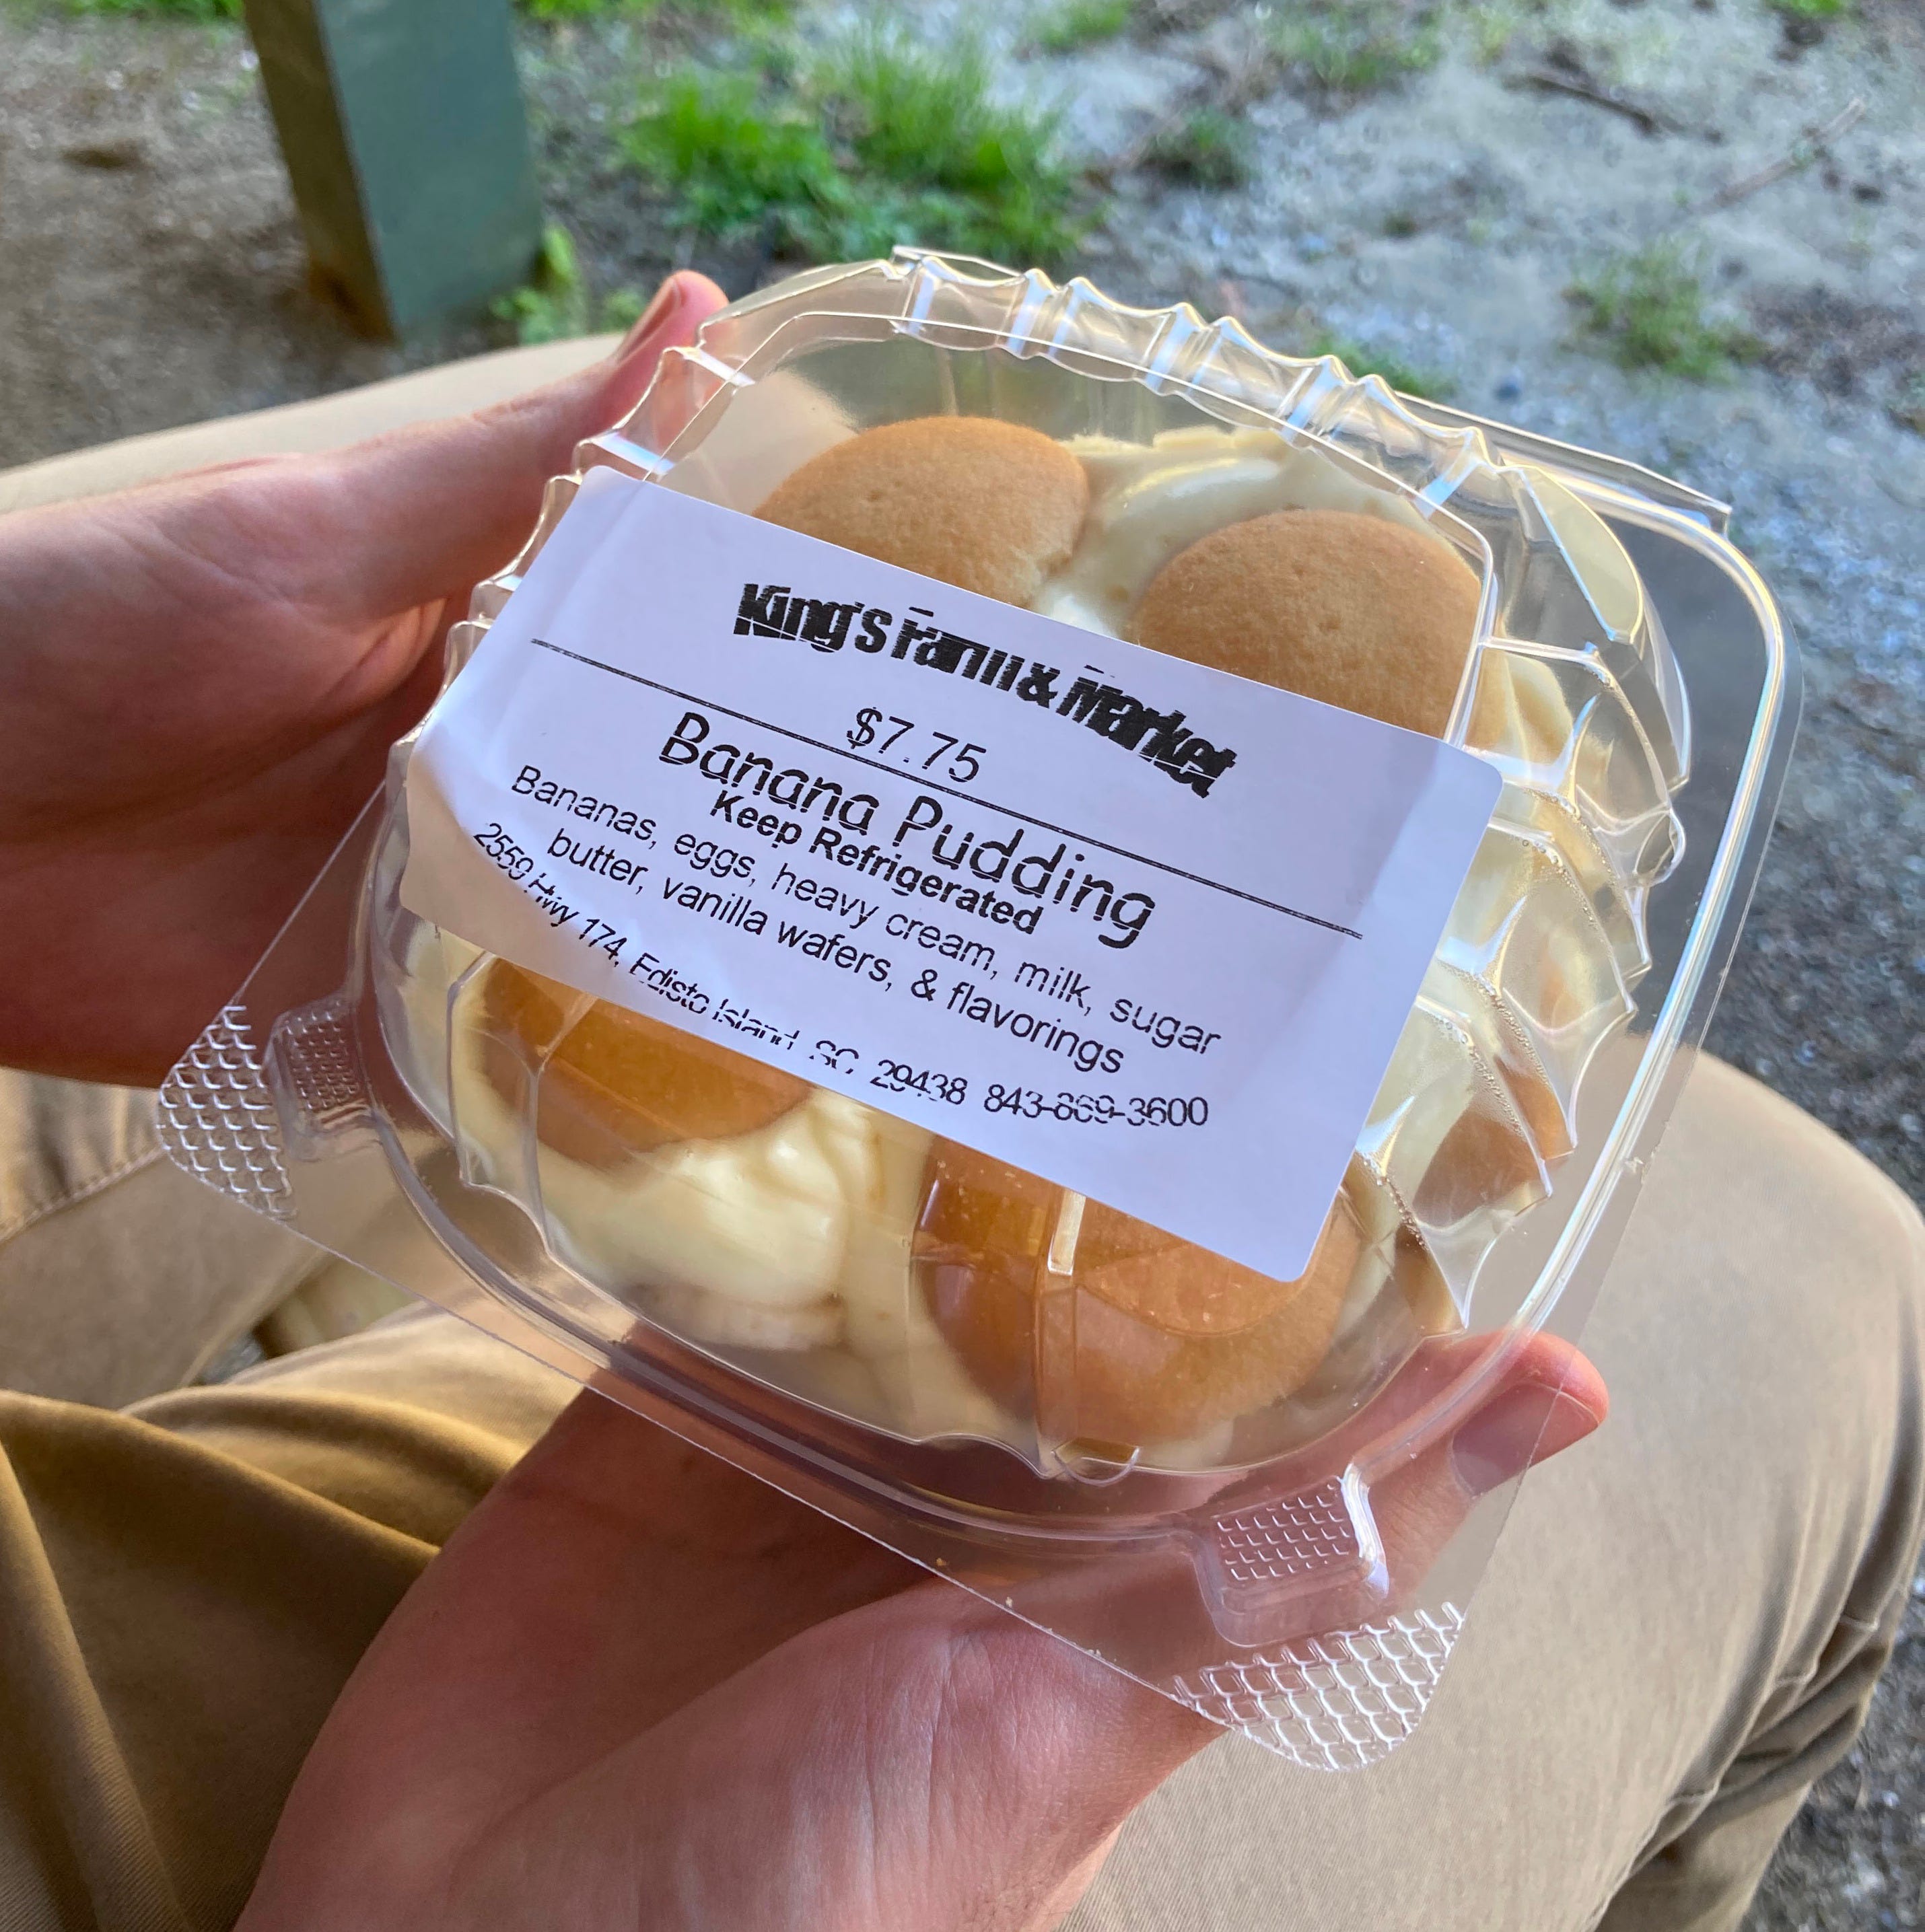 King's Farm & Market
$7.75
Banana Pudding
Keep Refrigerated
Bananas, eggs, heavy cream, milk, sugar
butter, vanilla wafers, & flavorings
2559 Hwy 174, Edisto Island, SC 29438 843-869-3600